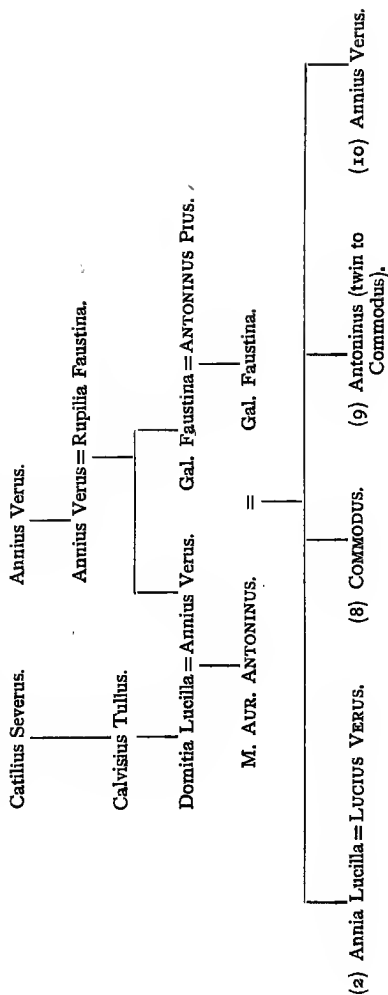 Catilius Severus. Annius Verus.
Calvisius Tullus. Annius Verus = Rupilia Faustina.
Domitia Lucilla = Annius Verus. Gal. Faustina = ANTONINUS PIUS.
M. AUR. ANTONINUS. = Gal. Faustina.
(2) Annia Lucilla = LUCIUS VERUS. (8) COMMODUS. (9) Antoninus (twin to (10) Annius Verus.
Commodus).